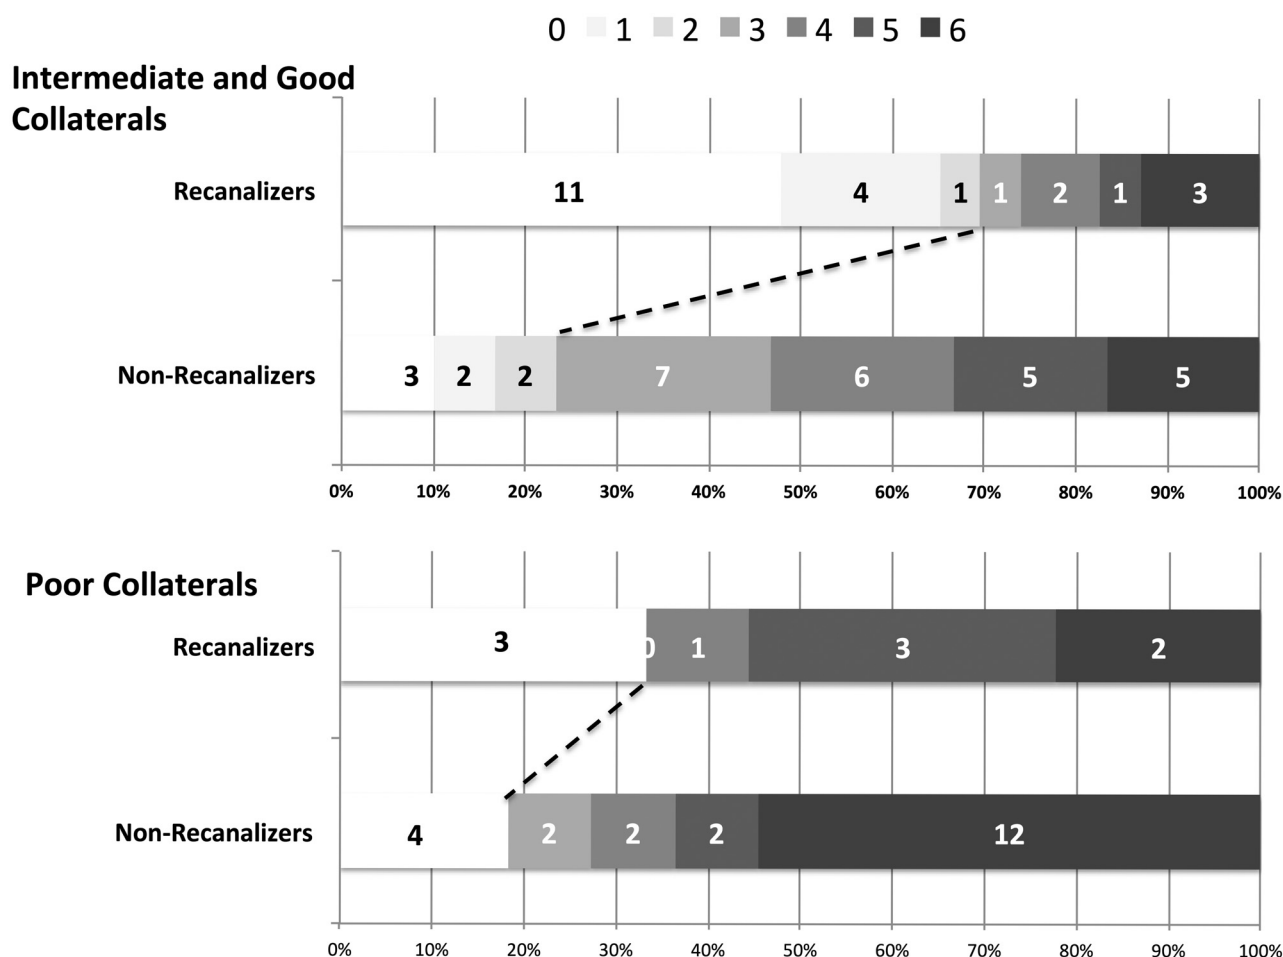 0 1 2 3 4 5 6
Intermediate and Good
Collaterals
Recanalizers 11 4 1 1 2 1 3
Non-Recanalizers 3 2 2 7 6 5 5
0% 10% 20% 30% 40% 50% 60% 70% 80% 90% 100%
Poor Collaterals
Recanalizers 3 0 1 3 2
Non-Recanalizers 4 2 2 2 12
0% 10% 20% 30% 40% 50% 60% 70% 80% 90% 100%